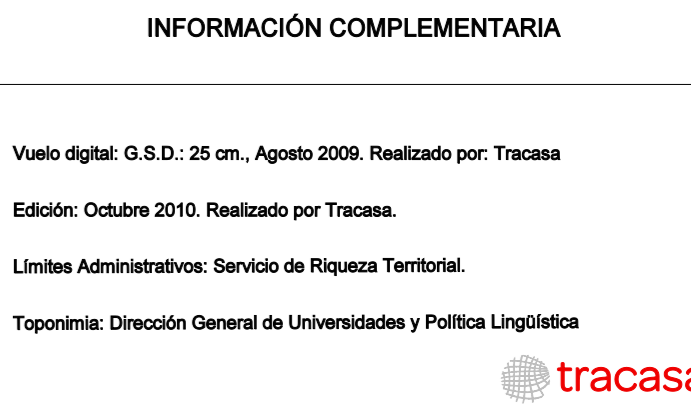 INFORMACIÓN COMPLEMENTARIA
Vuelo digital: G.S.D.: 25 cm., Agosto 2009. Realizado por: Tracasa
Edición: Octubre 2010. Realizado por Tracasa.
Límites Administrativos: Servicio de Riqueza Territorial.
Toponimia: Dirección General de Universidades y Política Lingüística
tracasa